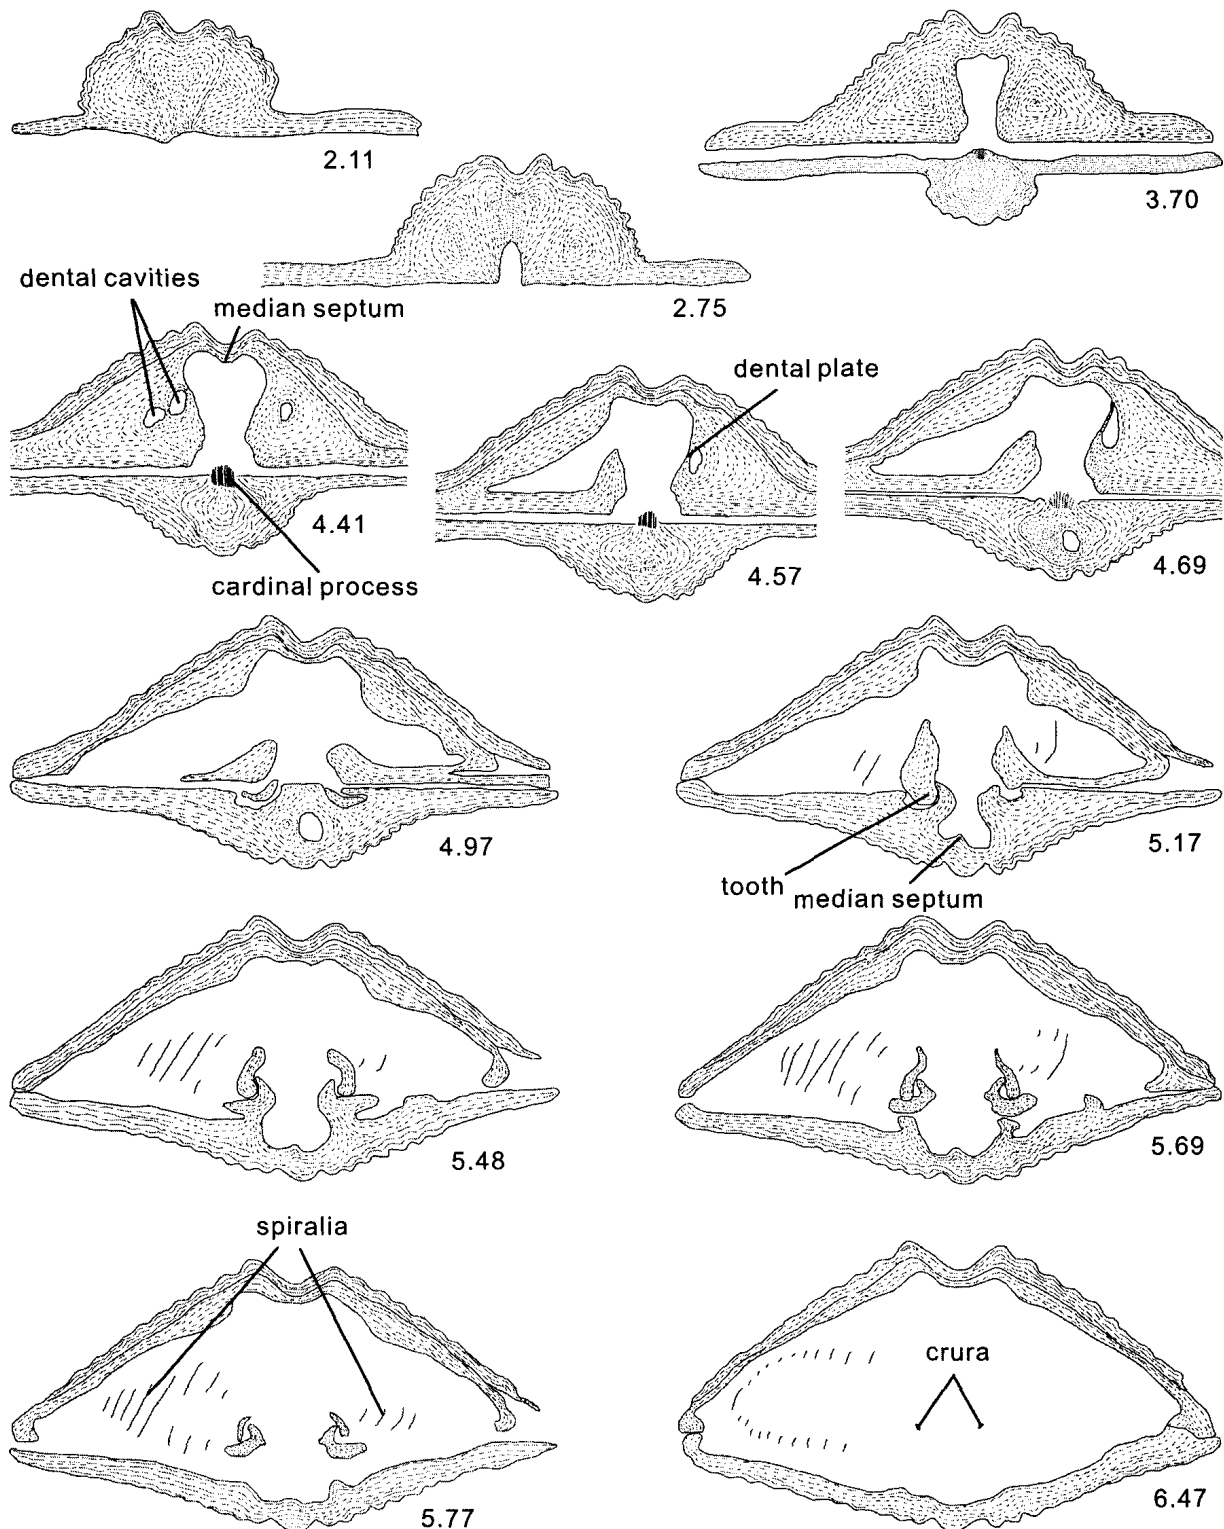 2.11
3.70
2.75
dental cavities
median septum
dental plate
4.41
cardinal process
4.57
4.69
4.97
5.17
tooth
median septum
5.48
5.69
spiralia
crura
5.77
6.47